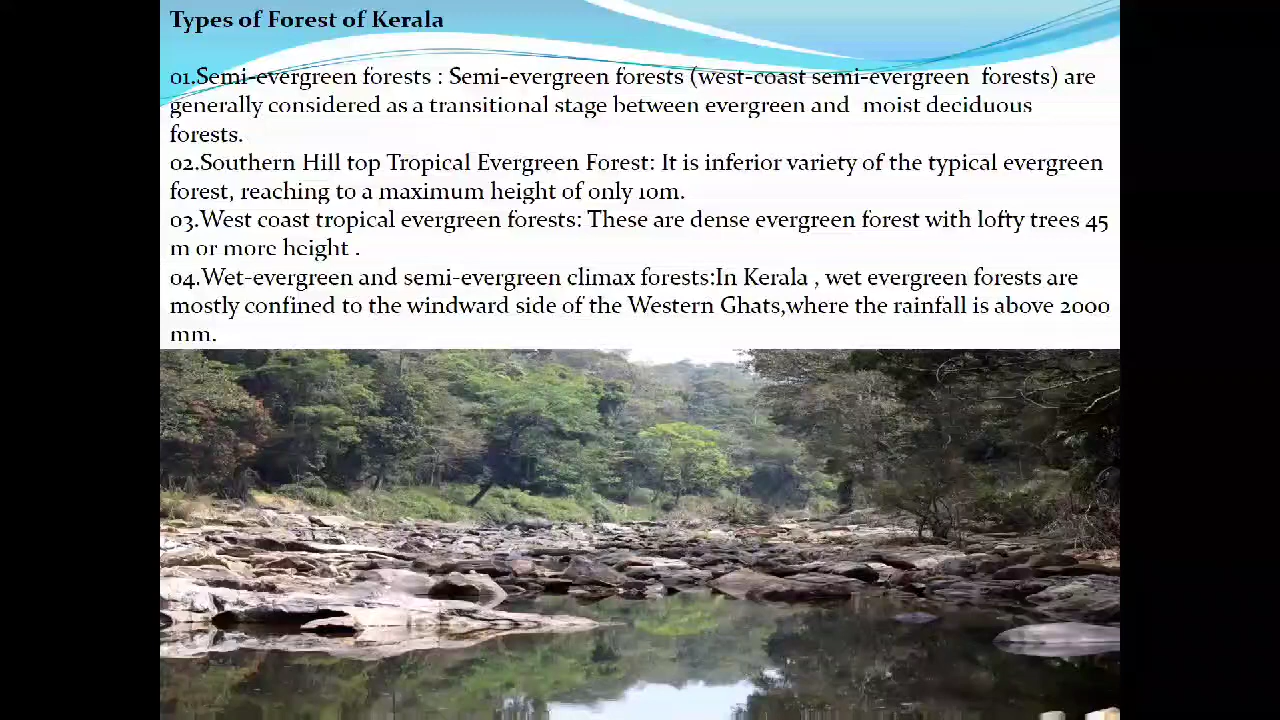 Types of Forest of Kerala
01.Semi-evergreen forests : Semi-evergreen forests (west-coast semi-evergreen forests) are
generally considered as a transitional stage between evergreen and moist deciduous
forests.
02.Southern Hill top Tropical Evergreen Forest: It is inferior variety of the typical evergreen
forest, reaching to a maximum height of only 10m.
03.West coast tropical evergreen forests: These are dense evergreen forest with lofty trees 45
m or more height .
04.Wet-evergreen and semi-evergreen climax forests:In Kerala , wet evergreen forests are
mostly confined to the windward side of the Western Ghats,where the rainfall is above 2000
mm.